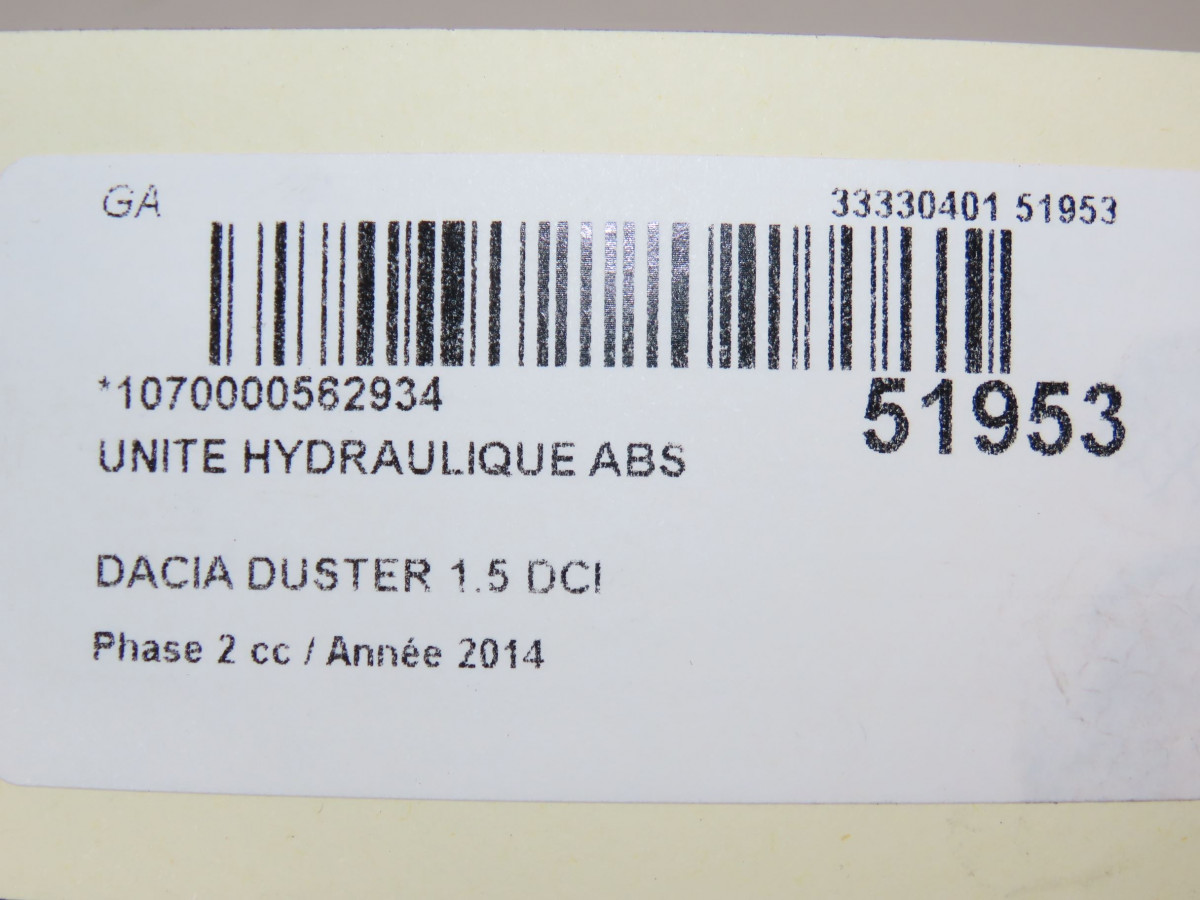 GA
33330401 51953
*1070000562934
51953
UNITE HYDRAULIQUE ABS
DACIA DUSTER 1.5 DCI
Phase 2 cc / Année 2014